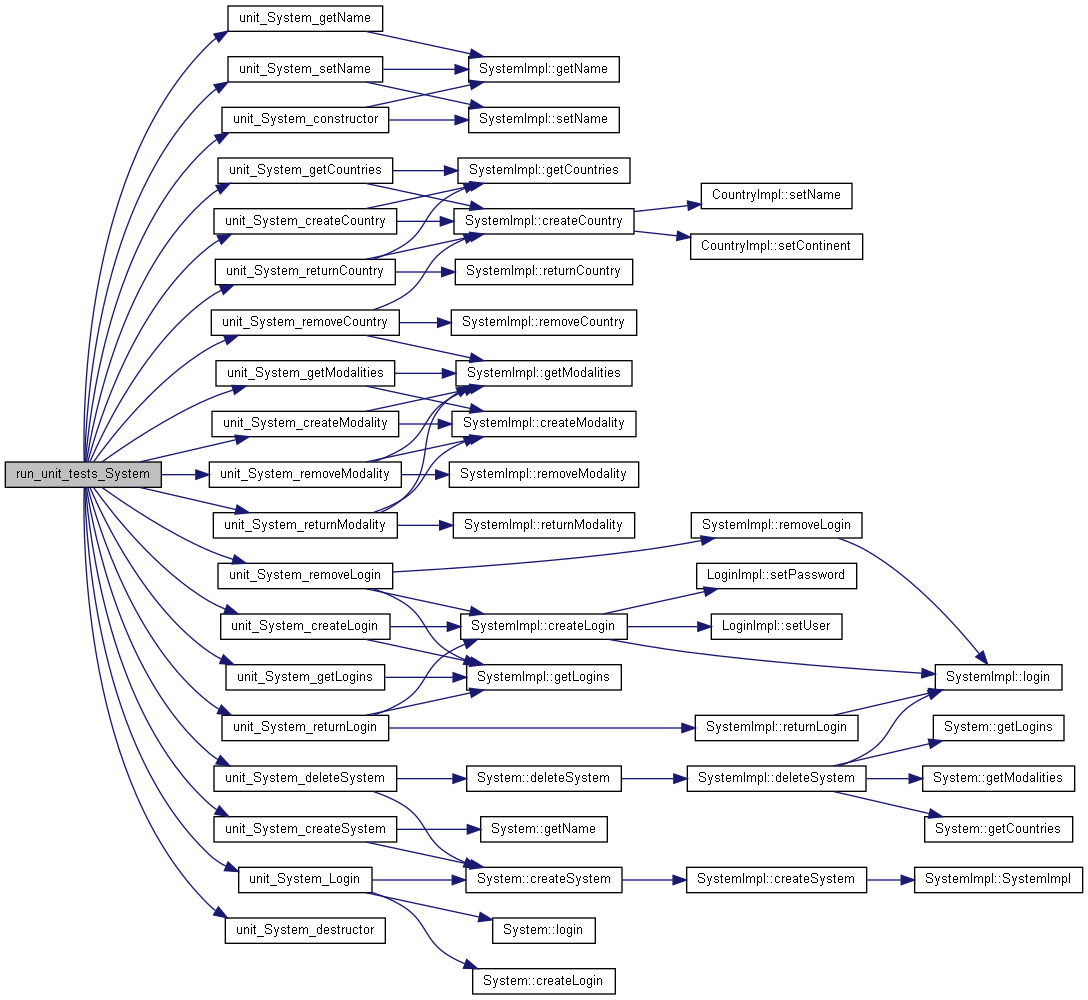 unit_System_getName
unit_System_setName
SystemImpl::getName
unit_System_constructor
SystemImpl::setName
unit_System_getCountries
SystemImpl::getCountries
CountryImpl::setName
unit_System_createCountry
SystemImpl::createCountry
CountryImpl::setContinent
unit_System_returnCountry
SystemImpl::returnCountry
unit_System_removeCountry
SystemImpl::removeCountry
unit_System_getModalities
SystemImpl::getModalities
unit_System_createModality
SystemImpl::createModality
run_unit_tests_System
unit_System_removeModality
SystemImpl::removeModality
unit_System_returnModality
SystemImpl::returnModality
SystemImpl::removeLogin
unit_System_removeLogin
LoginImpl::setPassword
unit_System_createLogin
SystemImpl::createLogin
LoginImpl::setUser
unit_System_getLogins
SystemImpl::getLogins
SystemImpl::login
unit_System_returnLogin
SystemImpl::returnLogin
System::getLogins
unit_System_deleteSystem
System::deleteSystem
SystemImpl::deleteSystem
System::getModalities
unit_System_createSystem
System::getName
System::getCountries
unit_System_Login
System::createSystem
SystemImpl::createSystem
SystemImpl::SystemImpl
unit_System_destructor
System::login
System::createLogin